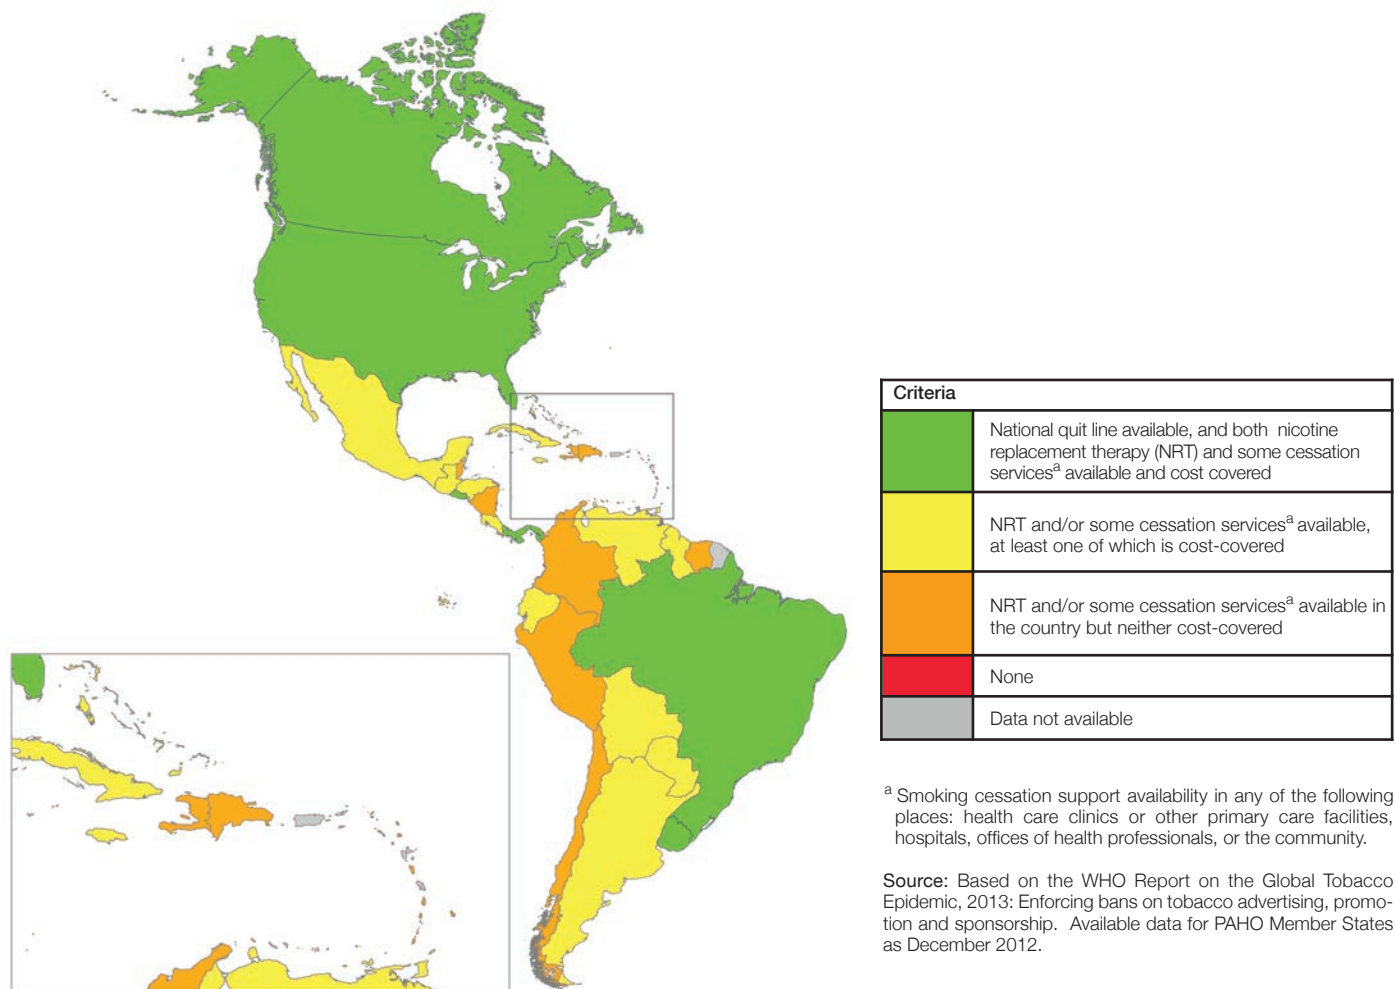 Criteria
National quit line available, and both nicotine
replacement therapy (NRT) and some cessation
servicesa available and cost covered
NRT and/or some cessation servicesa available,
at least one of which is cost-covered
NRT and/or some cessation servicesa available in
the country but neither cost-covered
None
Data not available
a Smoking cessation support availability in any of the following
places: health care clinics or other primary care facilities,
hospitals, offices of health professionals, or the community.
Source: Based on the WHO Report on the Global Tobacco
Epidemic, 2013: Enforcing bans on tobacco advertising, promo-
tion and sponsorship. Available data for PAHO Member States
as December 2012.